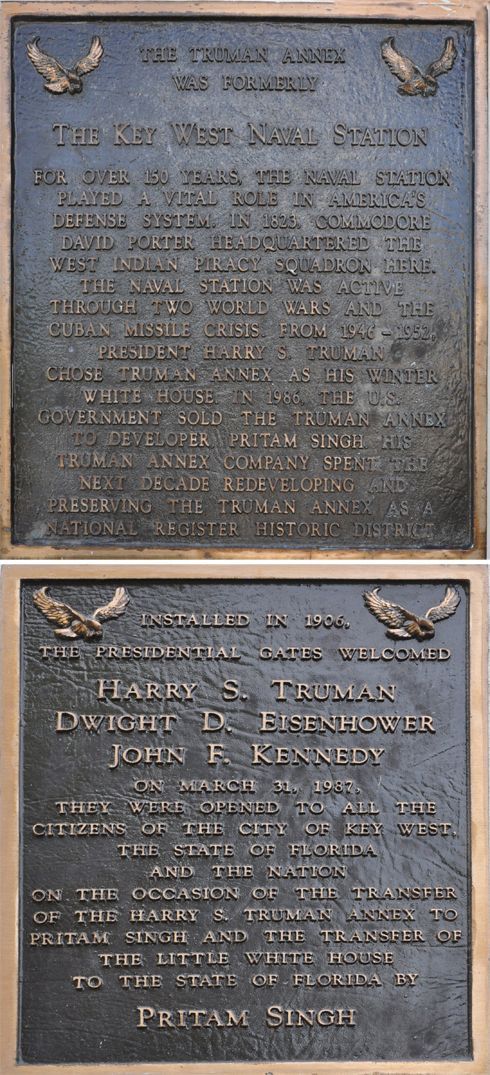 THE TRUMAN ANNEX
WAS FORMERLY
THE KEY WEST NAVAL STATION
FOR OVER 150 YEARS, THE NAVAL STATION
PLAYED A VITAL ROLE IN AMERICA'S
DEFENSE SYSTEM. IN 1823, COMMODORE
DAVID PORTER HEADQUARTERED THE
WEST INDIAN PIRACY SQUADRON HERE.
THE NAVAL STATION WAS ACTIVE
THROUGH TWO WORLD WARS AND THE
CUBAN MISSILE CRISIS. FROM 1946 - 1952,
PRESIDENT HARRY S. TRUMAN
CHOSE TRUMAN ANNEX AS HIS WINTER
WHITE HOUSE. IN 1986, THE U.S.
GOVERNMENT SOLD THE TRUMAN ANNEX
TO DEVELOPER PRITAM SINGH. HIS
TRUMAN ANNEX COMPANY SPENT THE
NEXT DECADE REDEVELOPING AND
PRESERVING THE TRUMAN ANNEX AS A
NATIONAL REGISTER HISTORIC DISTRICT
INSTALLED IN 1906,
THE PRESIDENTIAL GATES WELCOMED
HARRY S. TRUMAN
DWIGHT D. EISENHOWER
JOHN F. KENNEDY
ON MARCH 31, 1987,
THEY WERE OPENED TO ALL THE
CITIZENS OF THE CITY OF KEY WEST,
THE STATE OF FLORIDA
AND THE NATION
ON THE OCCASION OF THE TRANSFER
OF THE HARRY S. TRUMAN ANNEX TO
PRITAM SINGH AND THE TRANSFER OF
THE LITTLE WHITE HOUSE
TO THE STATE OF FLORIDA BY
PRITAM SINGH